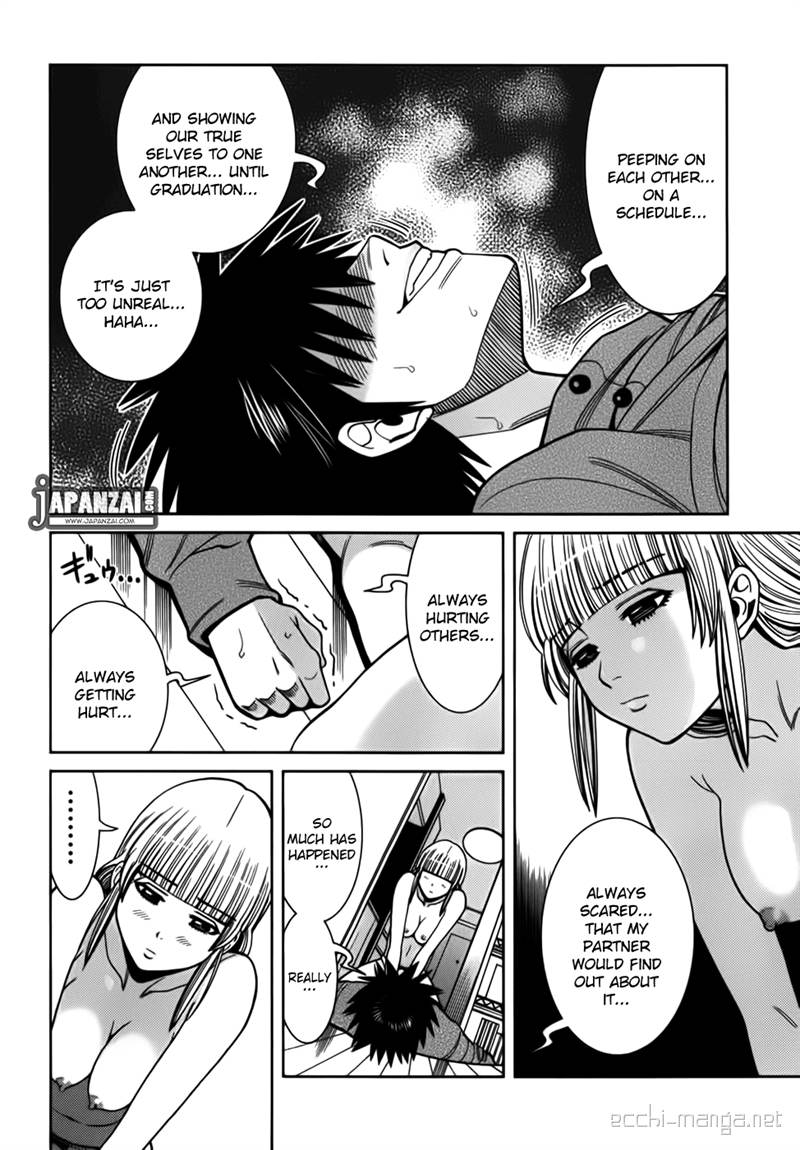 PEEPING ON
EACH OTHER...
ON A
SCHEDULE...
AND SHOWING
OUR TRUE
SELVES TO ONE
ANOTHER... UNTIL
GRADUATION...
IT'S JUST
TOO UNREAL...
HAHA...
JAPANZAI.COM
WWW.JAPANZAI.COM
ALWAYS
SCARED...
THAT MY
PARTNER
WOULD FIND
OUT ABOUT
IT...
ALWAYS
HURTING
OTHERS...
ギュウ...
ALWAYS
GETTING
HURT...
SO
MUCH HAS
HAPPENED
...
REALLY
...
........
ecchi-manga.net